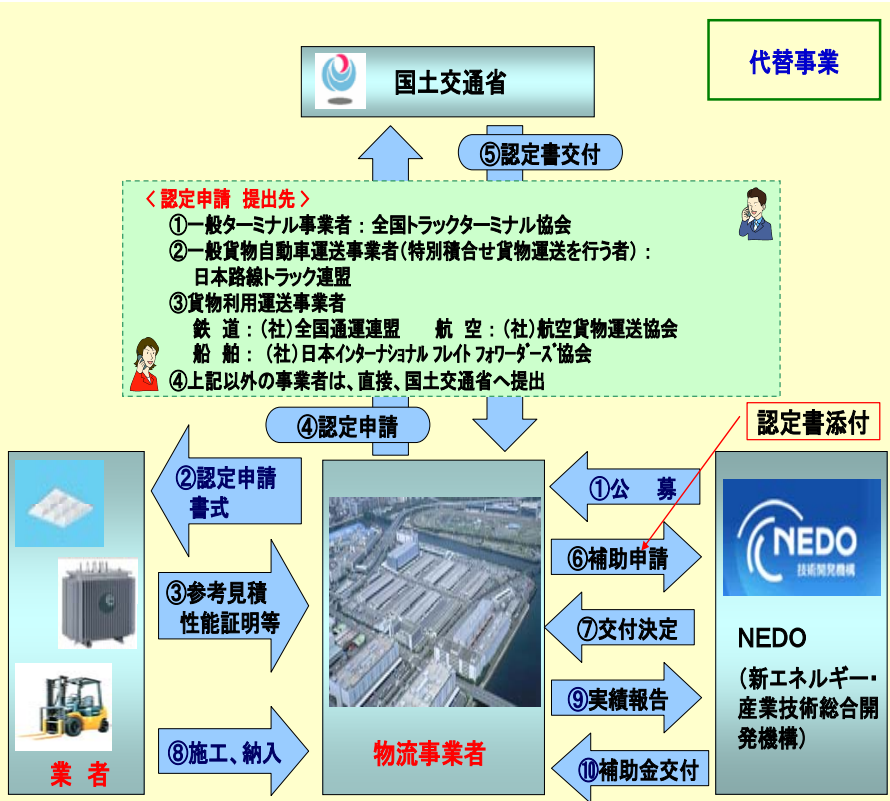 代替事業
国土交通省
⑤認定書交付
<認定申請 提出先>
①一般ターミナル事業者：全国トラックターミナル協会
②一般貨物自動車運送事業者(特別積合せ貨物運送を行う者)：
日本路線トラック連盟
③貨物利用運送事業者
鉄 道：(社)全国通運連盟 航 空：(社)航空貨物運送協会
船 舶：(社)日本インターナショナル フレイト フォワーダーズ協会
④上記以外の事業者は、直接、国土交通省へ提出
④認定申請
認定書添付
②認定申請
書式
①公 募
⑥補助申請
NEDO
技術開発機構
③参考見積
性能証明等
⑦交付決定
NEDO
(新エネルギー・
産業技術総合開
発機構)
⑨実績報告
⑧施工、納入
物流事業者
業 者
⑩補助金交付